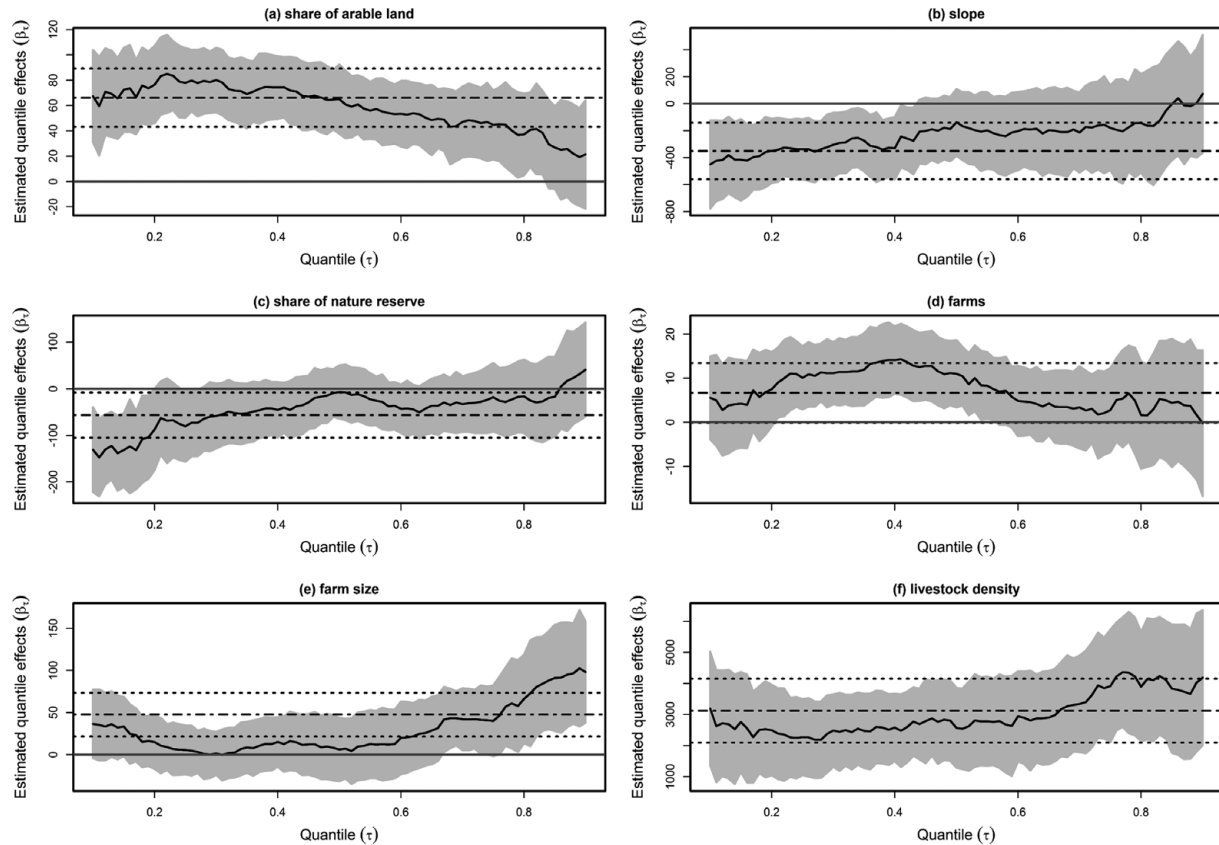 (a) share of arable land
Estimated quantile effects (βτ)
120
80
60
40
20
0
-20
0.2 0.4 0.6 0.8
Quantile (τ)
(b) slope
Estimated quantile effects (βτ)
200
0
-400
-800
0.2 0.4 0.6 0.8
Quantile (τ)
(c) share of nature reserve
Estimated quantile effects (βτ)
100
0
-100
-200
0.2 0.4 0.6 0.8
Quantile (τ)
(d) farms
Estimated quantile effects (βτ)
20
10
0
-10
0.2 0.4 0.6 0.8
Quantile (τ)
(e) farm size
Estimated quantile effects (βτ)
150
100
50
0
0.2 0.4 0.6 0.8
Quantile (τ)
(f) livestock density
Estimated quantile effects (βτ)
5000
3000
1000
0.2 0.4 0.6 0.8
Quantile (τ)